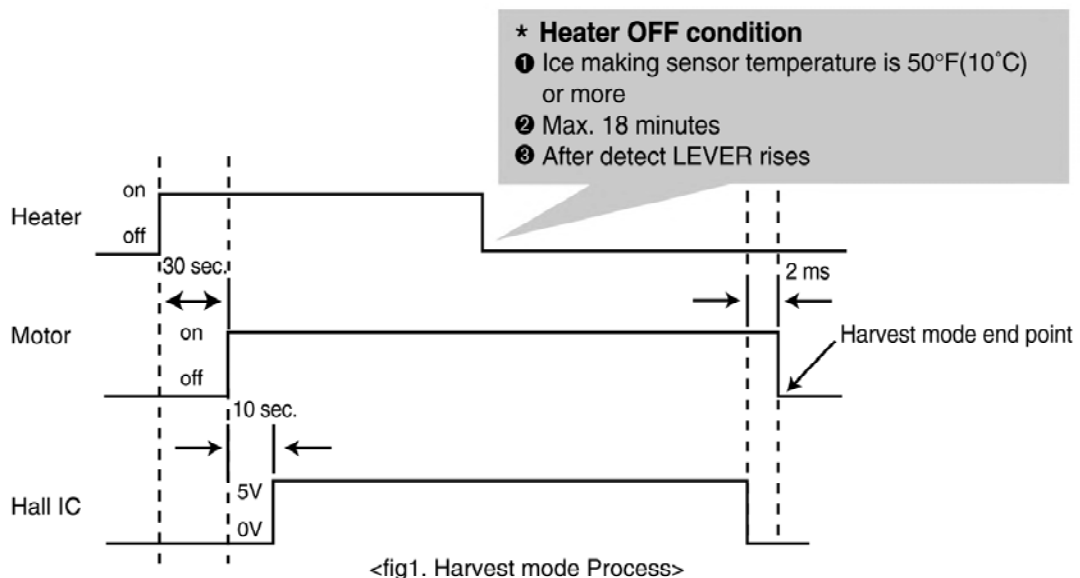 * Heater OFF condition
❶ Ice making sensor temperature is 50°F(10°C)
or more
❷ Max. 18 minutes
❸ After detect LEVER rises
on
Heater
off
30 sec.
2 ms
Motor
on
Harvest mode end point
off
10 sec.
5V
Hall IC
0V
<fig1. Harvest mode Process>